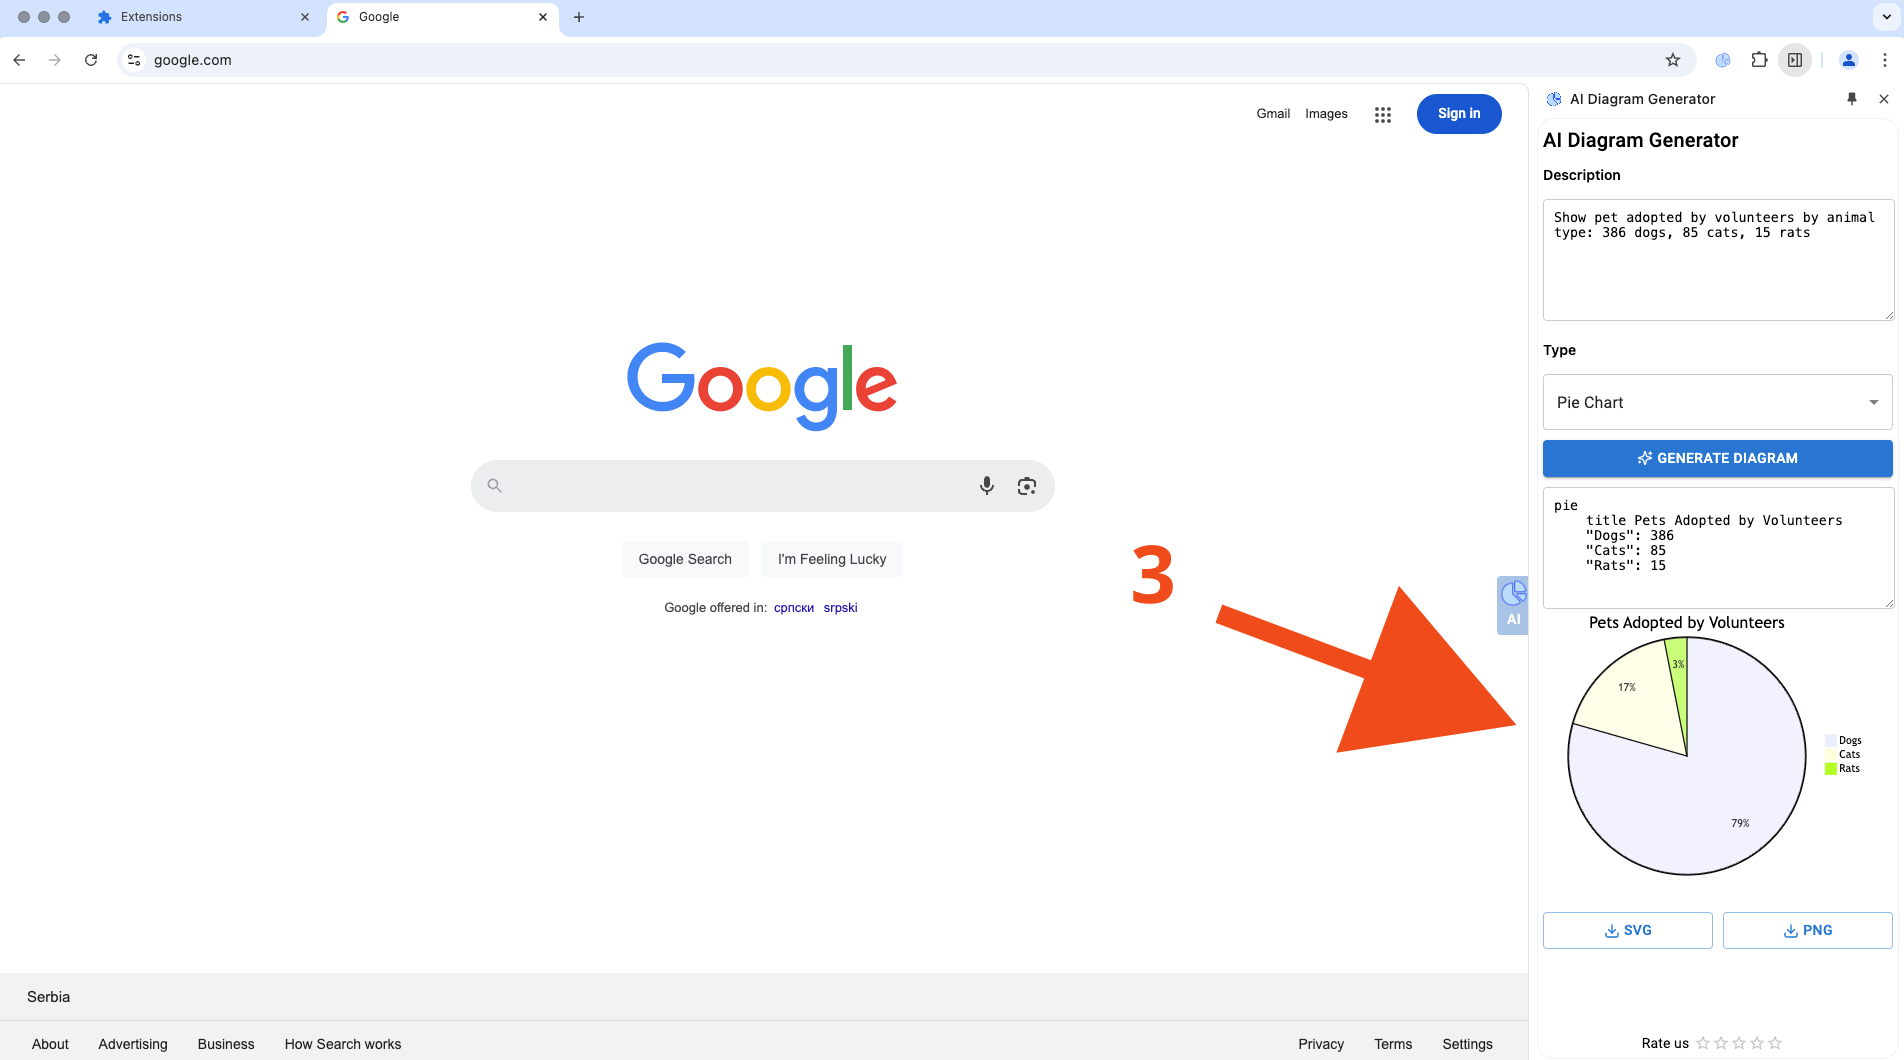 Extensions
Google
google.com
Gmail Images
Sign in
Google
Google Search
I'm Feeling Lucky
Google offered in: српски srpski
3
AI
Serbia
About Advertising Business How Search works
Privacy Terms Settings
AI Diagram Generator
AI Diagram Generator
Description
Show pet adopted by volunteers by animal
type: 386 dogs, 85 cats, 15 rats
Type
Pie Chart
GENERATE DIAGRAM
pie
title Pets Adopted by Volunteers
"Dogs": 386
"Cats": 85
"Rats": 15
Pets Adopted by Volunteers
3%
17%
79%
Dogs
Cats
Rats
SVG
PNG
Rate us